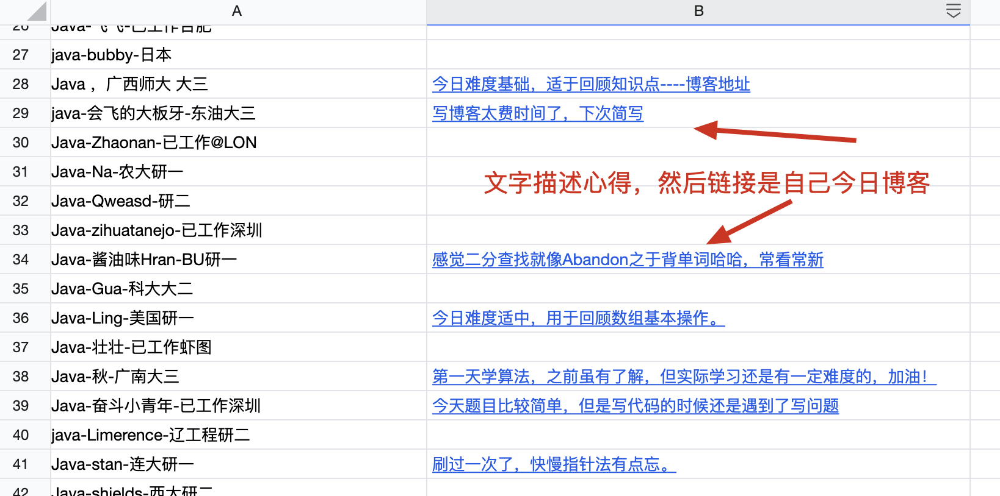 A B
26 Java-飞飞-已工作合肥
27 java-bubby-日本
28 Java ，广西师大 大三 今日难度基础，适于回顾知识点----博客地址
29 java-会飞的大板牙-东油大三 写博客太费时间了，下次简写
30 Java-Zhaonan-已工作@LON
31 Java-Na-农大研一
文字描述心得，然后链接是自己今日博客
32 Java-Qweasd-研二
33 Java-zihuatanejo-已工作深圳
34 Java-酱油味Hran-BU研一 感觉二分查找就像Abandon之于背单词哈哈，常看常新
35 Java-Gua-科大大二
36 Java-Ling-美国研一 今日难度适中，用于回顾数组基本操作。
37 Java-壮壮-已工作虾图
38 Java-秋-广南大三 第一天学算法，之前虽有了解，但实际学习还是有一定难度的，加油！
39 Java-奋斗小青年-已工作深圳 今天题目比较简单，但是写代码的时候还是遇到了写问题
40 java-Limerence-辽工程研二
41 Java-stan-连大研一 刷过一次了，快慢指针法有点忘。
42 Java-shields-西大研二